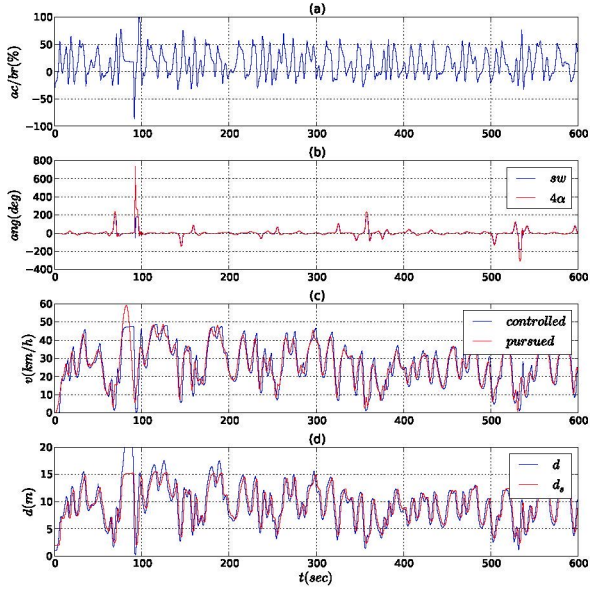 (a)
ac/br(%)
100
50
0
−50
−100
0 100 200 300 400 500 600
(b)
ang(deg)
800
600
400
200
0
−200
−400
sw
4α
0 100 200 300 400 500 600
(c)
v(km/h)
60
50
40
30
20
10
0
controlled
pursued
0 100 200 300 400 500 600
(d)
d(m)
20
15
10
5
0
d
dₛ
0 100 200 300 400 500 600
t(sec)